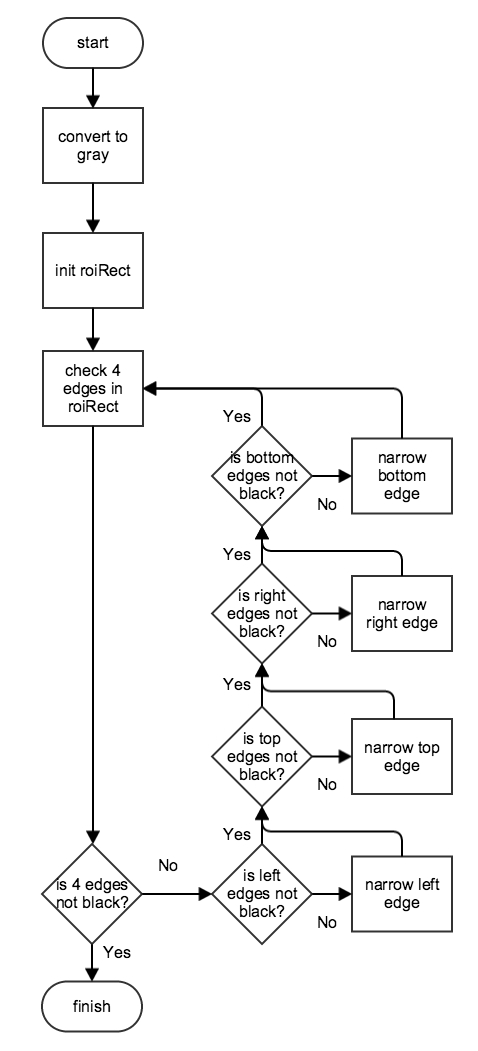 start
convert to
gray
init roiRect
check 4
edges in
roiRect
Yes
is bottom
edges not
black?
No
narrow
bottom
edge
Yes
is right
edges not
black?
No
narrow
right edge
Yes
is top
edges not
black?
No
narrow top
edge
Yes
is left
edges not
black?
No
narrow left
edge
No
is 4 edges
not black?
Yes
finish